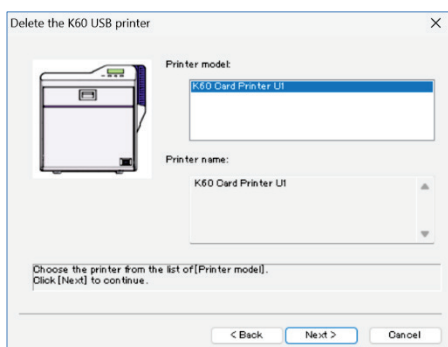 Delete the K60 USB printer
Printer model:
K60 Card Printer U1
Printer name:
K60 Card Printer U1
Choose the printer from the list of[Printer model].
Click [Next] to continue.
< Back
Next >
Cancel